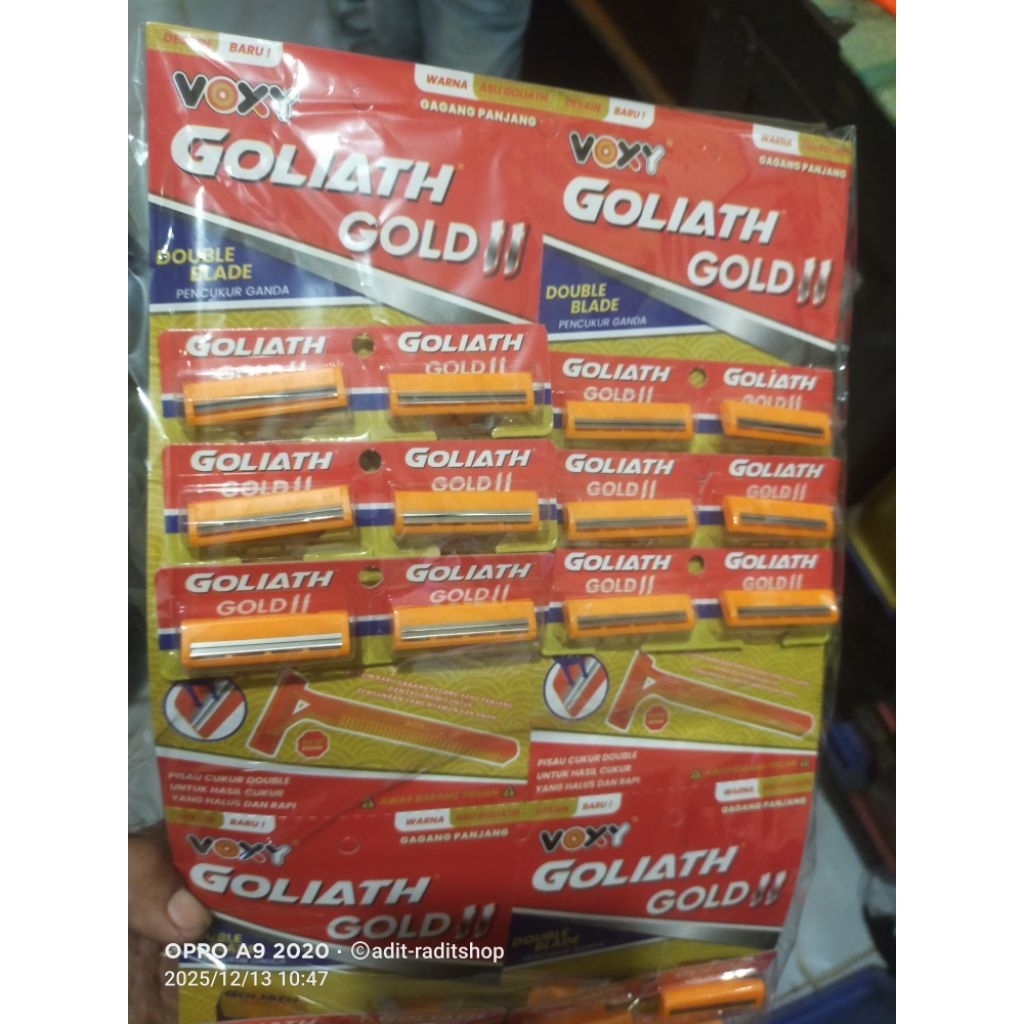 DESAIN BARU !
VOXY
GOLIATH
GOLD II
WARNA ASLI GOLIATH
GAGANG PANJANG
DOUBLE
BLADE
PENCUKUR GANDA
DESAIN BARU !
VOXY
GOLIATH
GOLD II
WARNA
GAGANG PANJANG
DOUBLE
BLADE
PENCUKUR GANDA
GOLIATH
GOLD II
GOLIATH
GOLD II
GOLIATH
GOLD II
GOLIATH
GOLD II
GOLIATH
GOLD II
GOLIATH
GOLD II
GOLIATH
GOLD II
GOLIATH
GOLD II
GOLIATH
GOLD II
GOLIATH
GOLD II
GOLIATH
GOLD II
GOLIATH
GOLD II
PISAU CUKUR DOUBLE
UNTUK HASIL CUKUR
YANG HALUS DAN RAPI
AWAS BARANG TIRUAN
PISAU CUKUR DOUBLE
UNTUK HASIL CUKUR
YANG HALUS DAN RAPI
AWAS BARANG TIRUAN
BARU !
VOXY
GOLIATH
GOLD II
WARNA ASLI GOLIATH
GAGANG PANJANG
DOUBLE
BLADE
DESAIN BARU !
VOXY
GOLIATH
GOLD II
WARNA
GAGANG PANJANG
DOUBLE
BLADE
GOLIATH
OPPO A9 2020 · ©adit-raditshop
2025/12/13 10:47